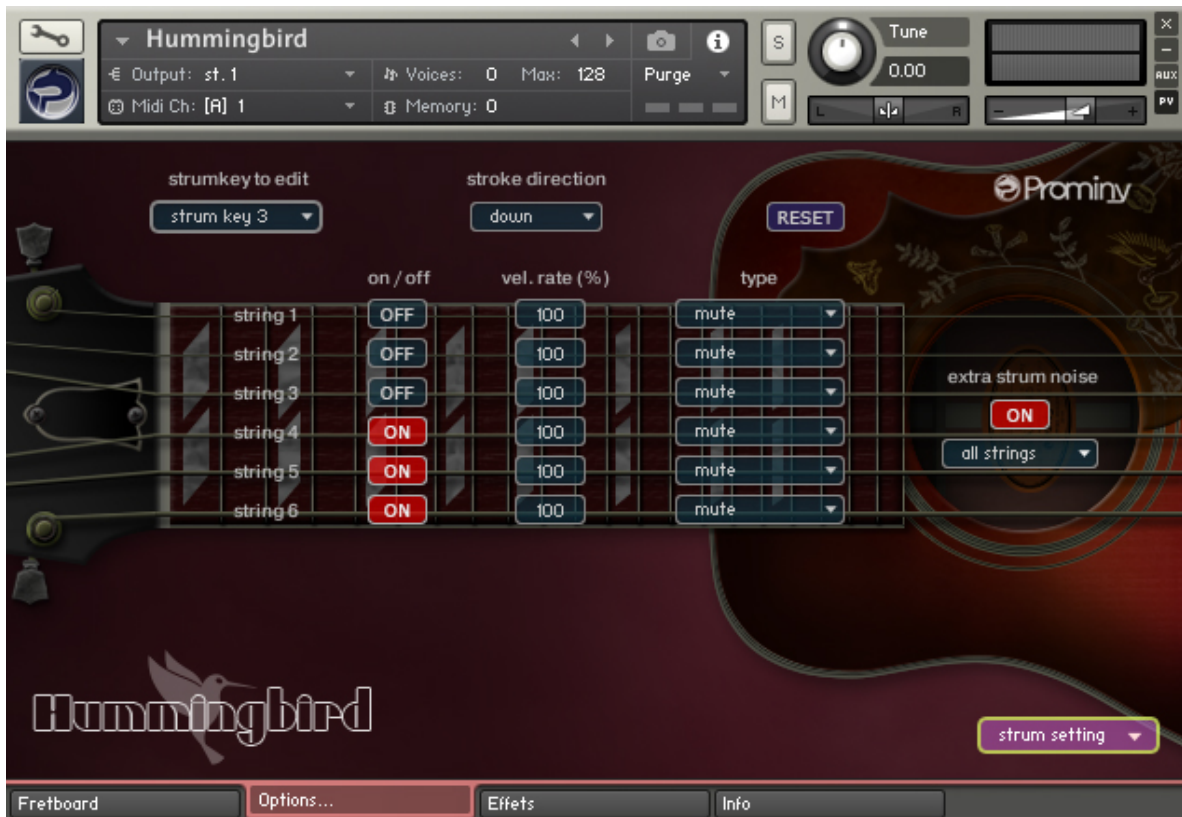 Hummingbird
S
Tune
×
Output: st. 1
Voices: 0 Max: 128
Purge
0.00
AUX
Midi Ch: [A] 1
Memory: 0
M
L
R
PV
strumkey to edit
stroke direction
Prominy
strum key 3
down
RESET
on / off
vel. rate (%)
type
string 1 OFF 100 mute
string 2 OFF 100 mute
string 3 OFF 100 mute
extra strum noise
ON
string 4 ON 100 mute
all strings
string 5 ON 100 mute
string 6 ON 100 mute
Hummingbird
strum setting
Fretboard
Options...
Effets
Info